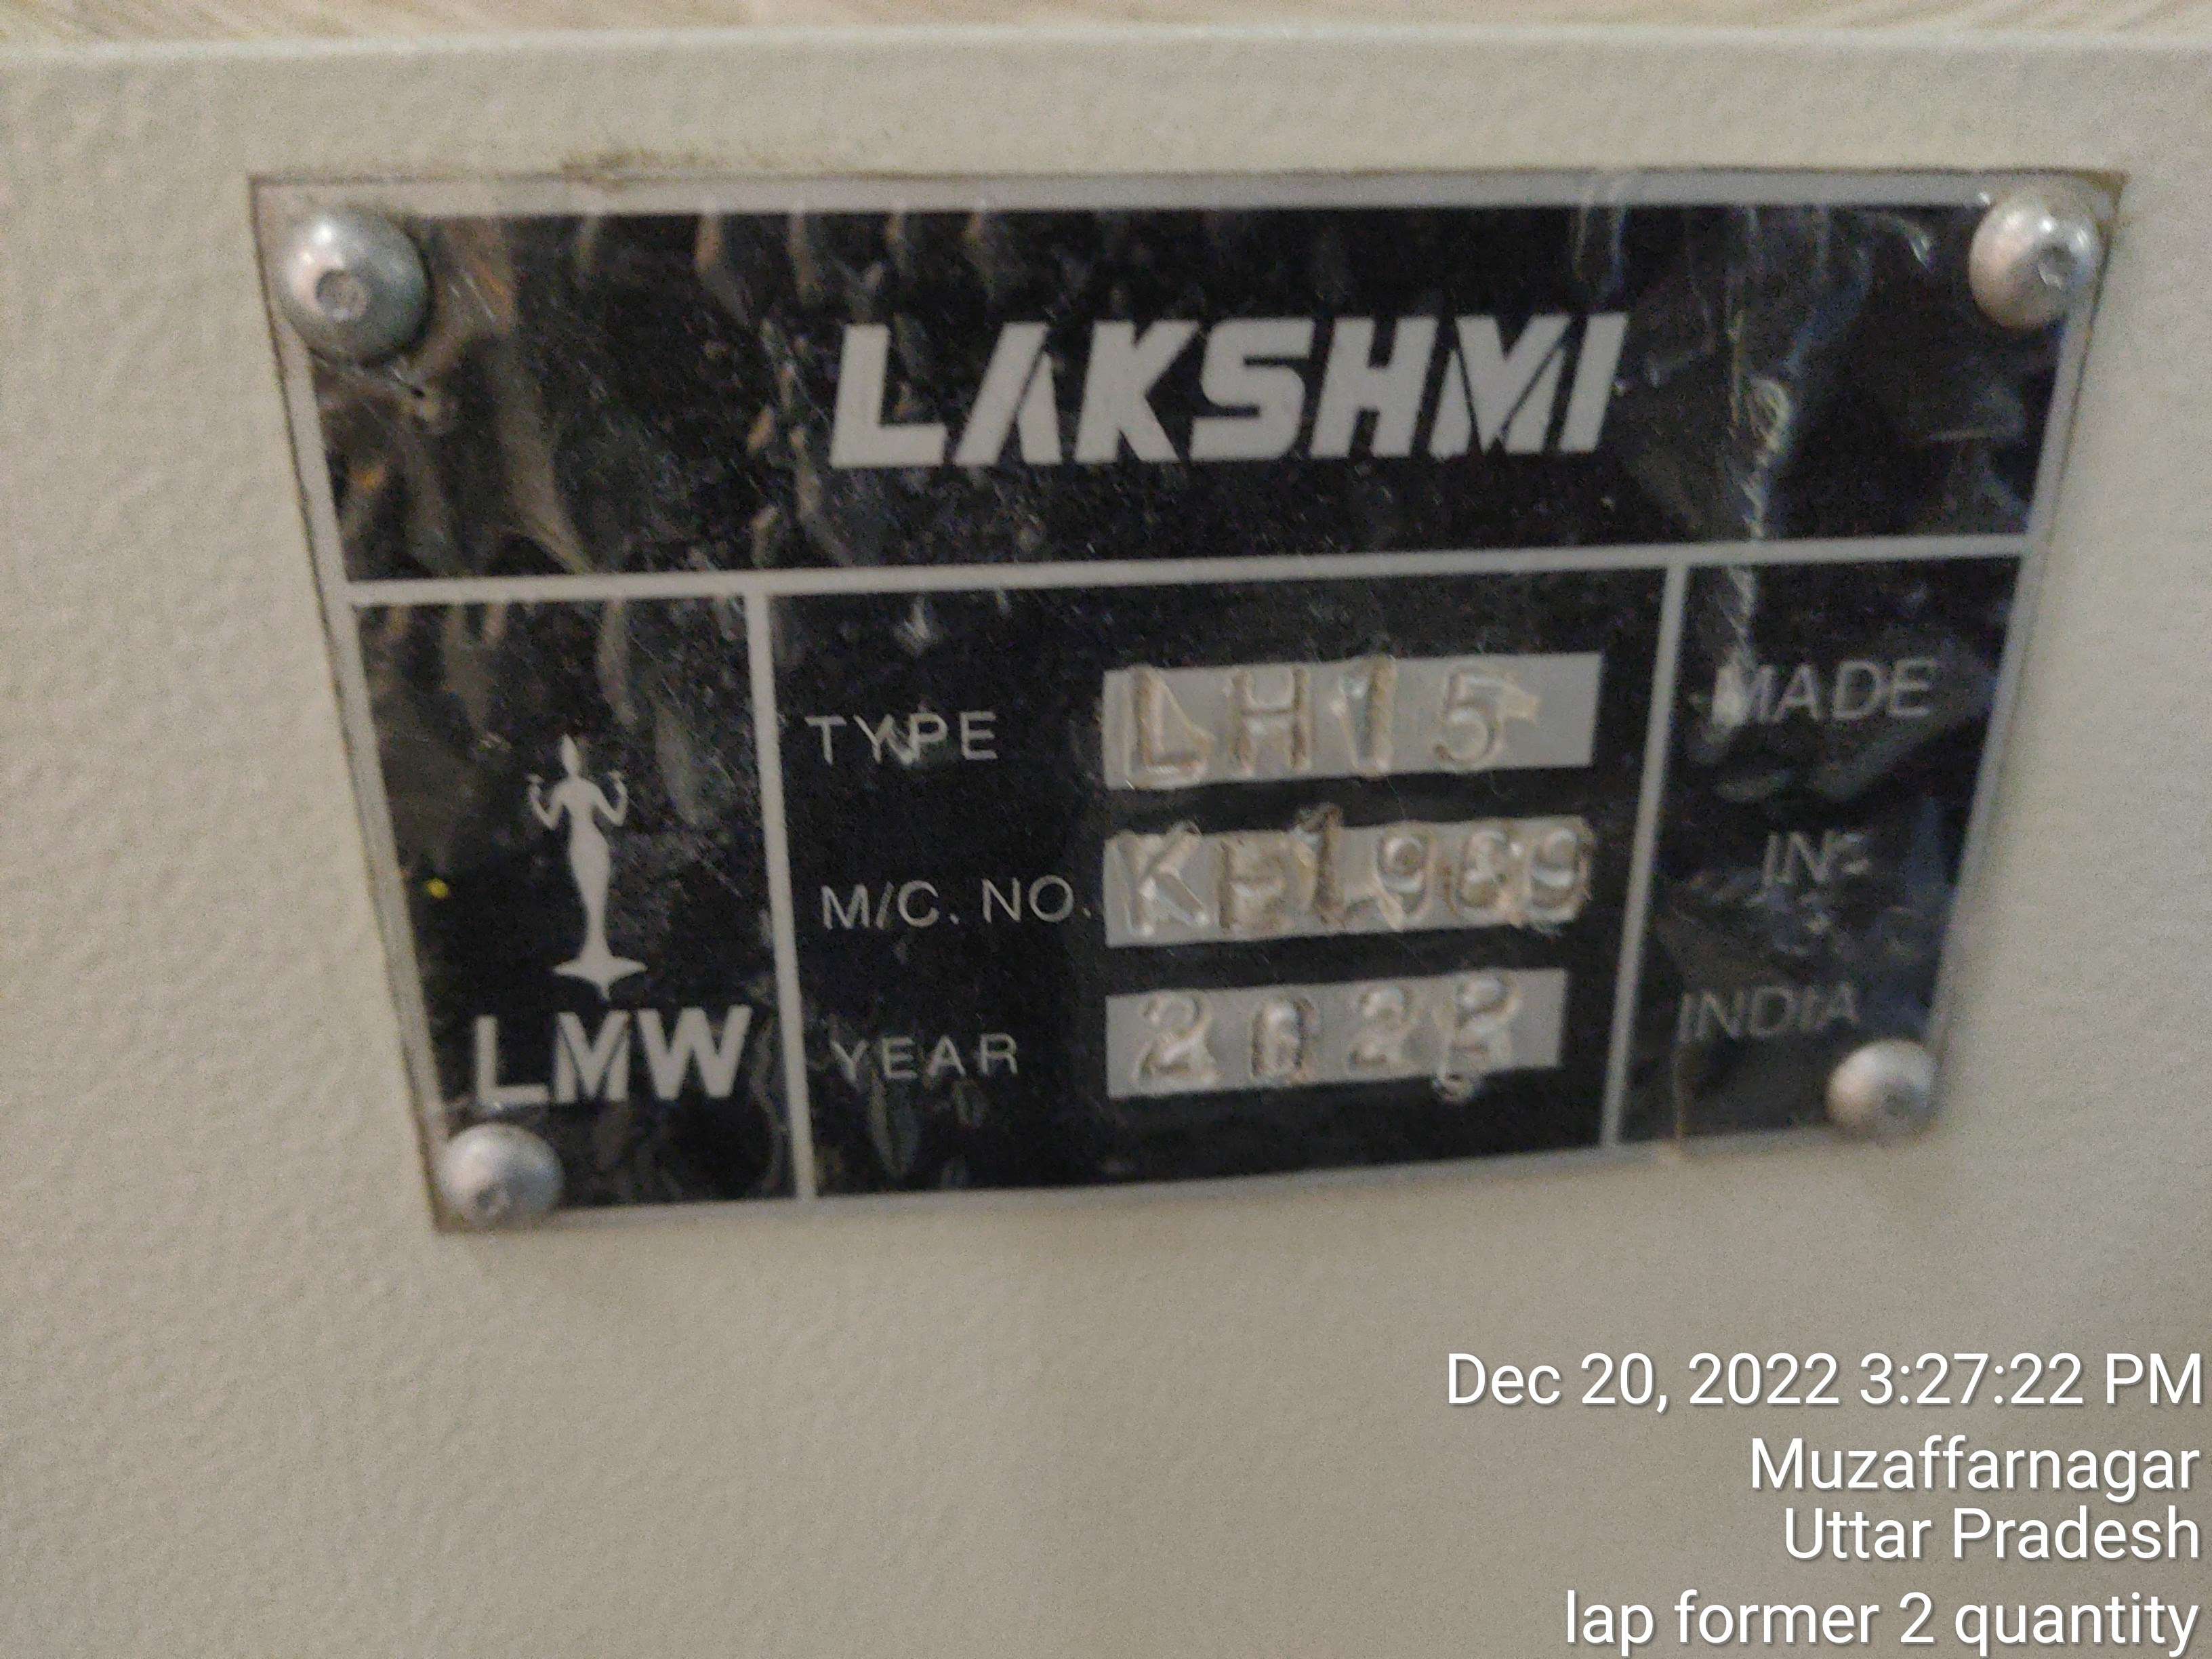 LAKSHMI
LMW
TYPE LH15
M/C. NO.
YEAR 2022
MADE
IN
INDIA
Dec 20, 2022 3:27:22 PM
Muzaffarnagar
Uttar Pradesh
lap former 2 quantity